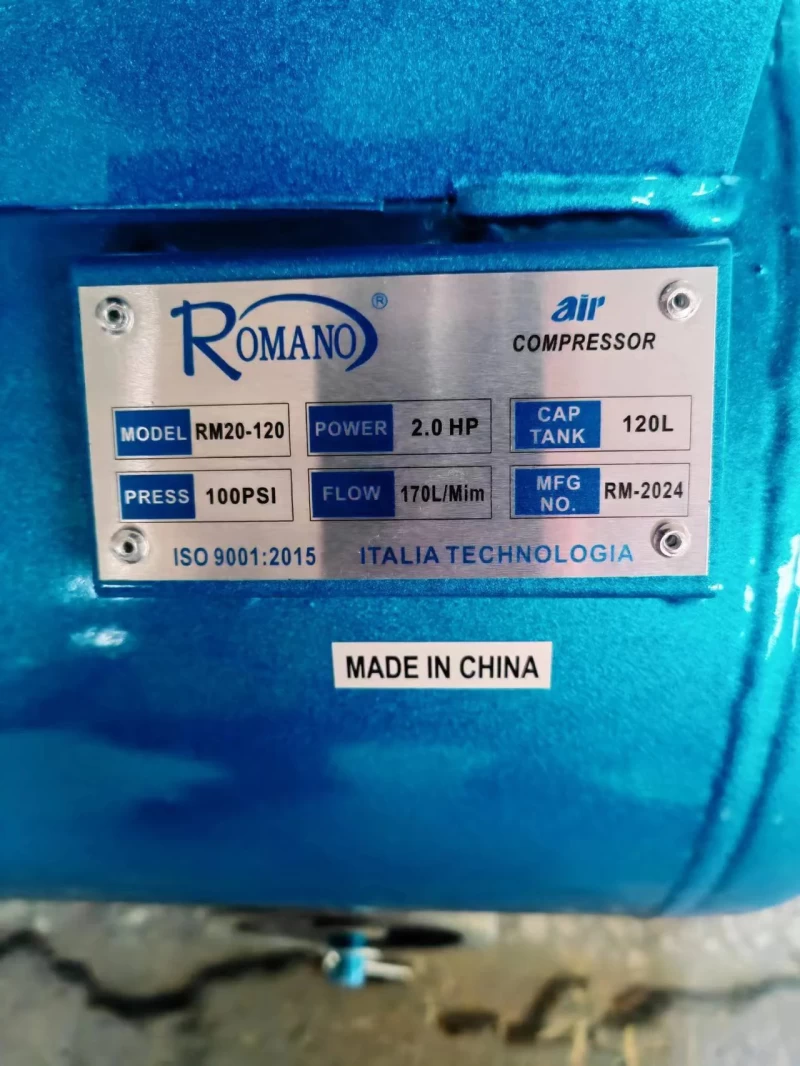 ROMANO ®
air
COMPRESSOR
MODEL RM20-120
POWER 2.0 HP
CAP TANK 120L
PRESS 100PSI
FLOW 170L/Mim
MFG NO. RM-2024
ISO 9001:2015 ITALIA TECHNOLOGIA
MADE IN CHINA